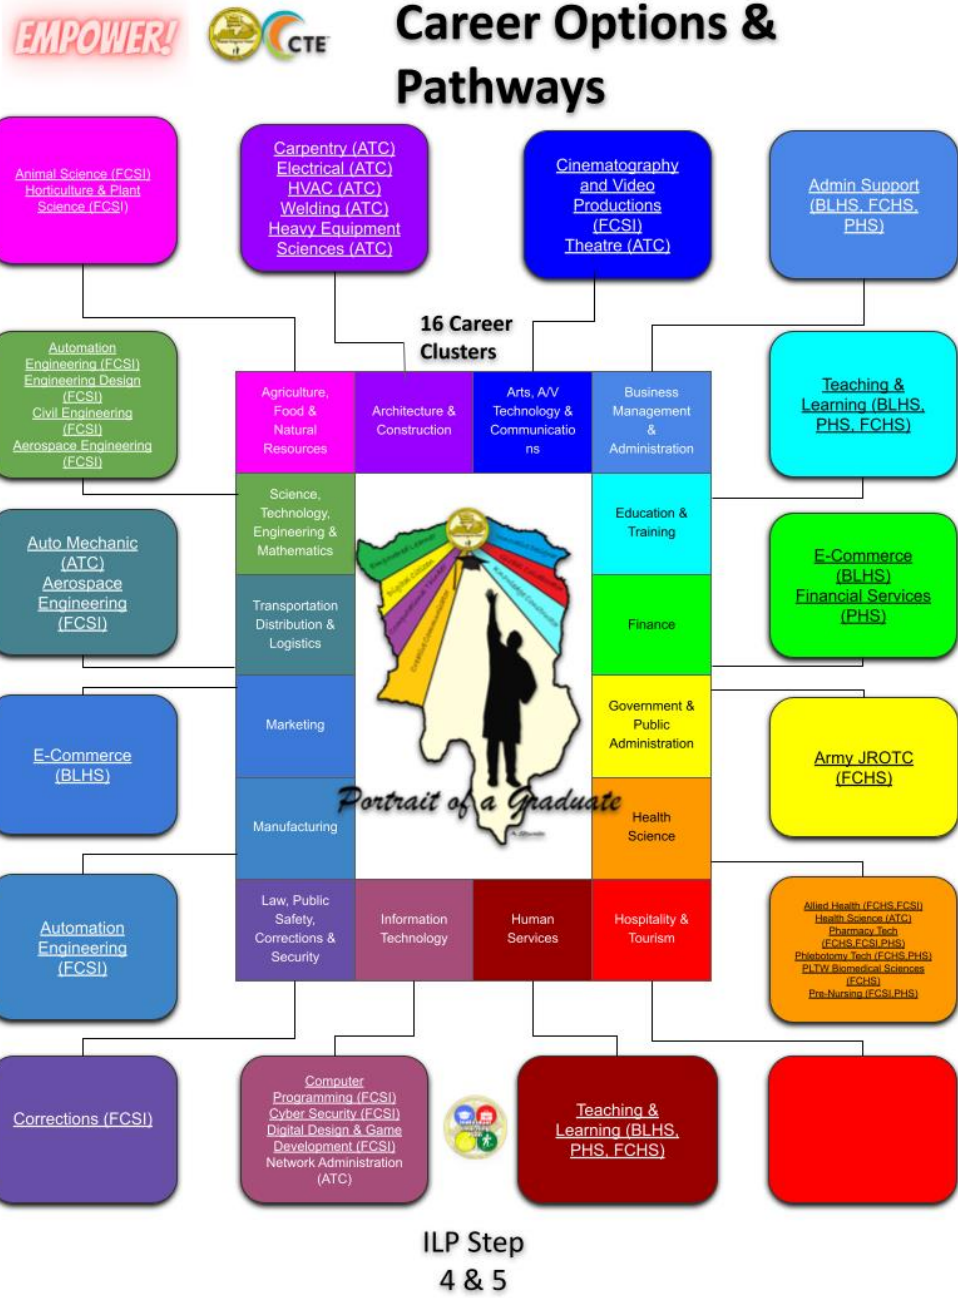 EMPOWER!
CTE
Career Options &
Pathways
Animal Science (FCSI)
Horticulture & Plant
Science (FCSI)
Carpentry (ATC)
Electrical (ATC)
HVAC (ATC)
Welding (ATC)
Heavy Equipment
Sciences (ATC)
Cinematography
and Video
Productions
(FCSI)
Theatre (ATC)
Admin Support
(BLHS, FCHS,
PHS)
16 Career
Clusters
Automation
Engineering (FCSI)
Engineering Design
(FCSI)
Civil Engineering
(FCSI)
Aerospace Engineering
(FCSI)
Agriculture,
Food &
Natural
Resources
Architecture &
Construction
Arts, A/V
Technology &
Communicatio
ns
Business
Management
&
Administration
Teaching &
Learning (BLHS,
PHS, FCHS)
Science,
Technology,
Engineering &
Mathematics
Education &
Training
Auto Mechanic
(ATC)
Aerospace
Engineering
(FCSI)
Transportation
Distribution &
Logistics
Finance
E-Commerce
(BLHS)
Financial Services
(PHS)
E-Commerce
(BLHS)
Marketing
Government &
Public
Administration
Army JROTC
(FCHS)
Portrait of a Graduate
Manufacturing
Health
Science
Automation
Engineering
(FCSI)
Law, Public
Safety,
Corrections &
Security
Information
Technology
Human
Services
Hospitality &
Tourism
Allied Health (FCHS,FCSI)
Health Science (ATC)
Pharmacy Tech
(FCHS,FCSI,PHS)
Phlebotomy Tech (FCHS,PHS)
PLTW Biomedical Sciences
(FCHS)
Pre-Nursing (FCSI,PHS)
Corrections (FCSI)
Computer
Programming (FCSI)
Cyber Security (FCSI)
Digital Design & Game
Development (FCSI)
Network Administration
(ATC)
Teaching &
Learning (BLHS,
PHS, FCHS)
ILP Step
4 & 5